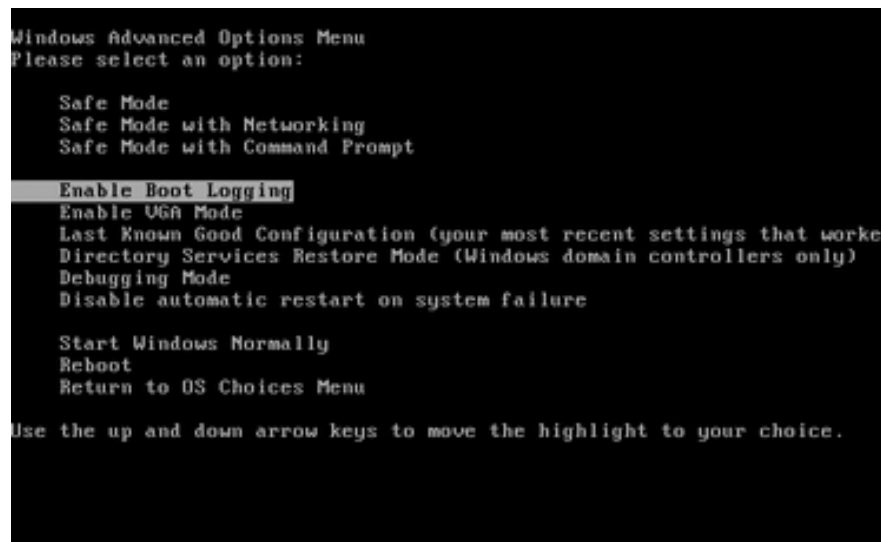 Windows Advanced Options Menu
Please select an option:
Safe Mode
Safe Mode with Networking
Safe Mode with Command Prompt
Enable Boot Logging
Enable VGA Mode
Last Known Good Configuration (your most recent settings that worke
Directory Services Restore Mode (Windows domain controllers only)
Debugging Mode
Disable automatic restart on system failure
Start Windows Normally
Reboot
Return to OS Choices Menu
Use the up and down arrow keys to move the highlight to your choice.